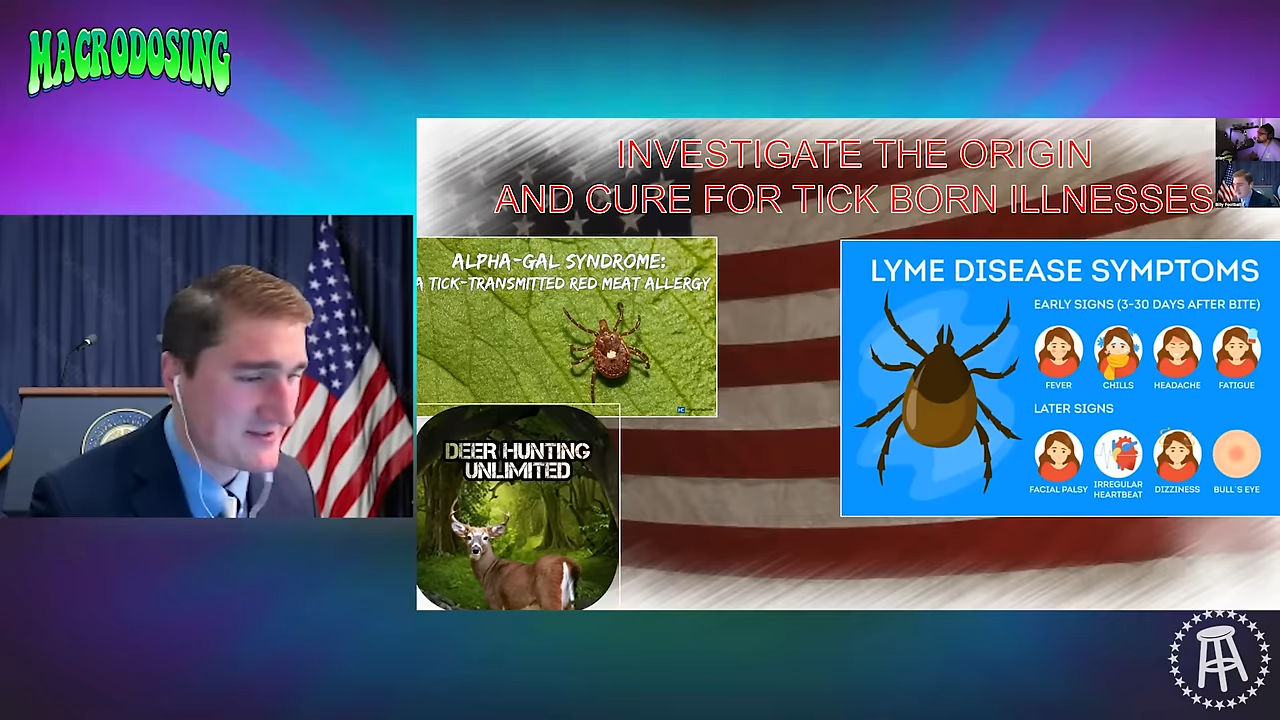 MACRODOSING
INVESTIGATE THE ORIGIN
AND CURE FOR TICK BORN ILLNESSES
ALPHA-GAL SYNDROME:
A TICK-TRANSMITTED RED MEAT ALLERGY
DEER HUNTING
UNLIMITED
LYME DISEASE SYMPTOMS
EARLY SIGNS (3-30 DAYS AFTER BITE)
FEVER
CHILLS
HEADACHE
FATIGUE
LATER SIGNS
FACIAL PALSY
IRREGULAR
HEARTBEAT
DIZZINESS
BULL`S EYE
Billy Football